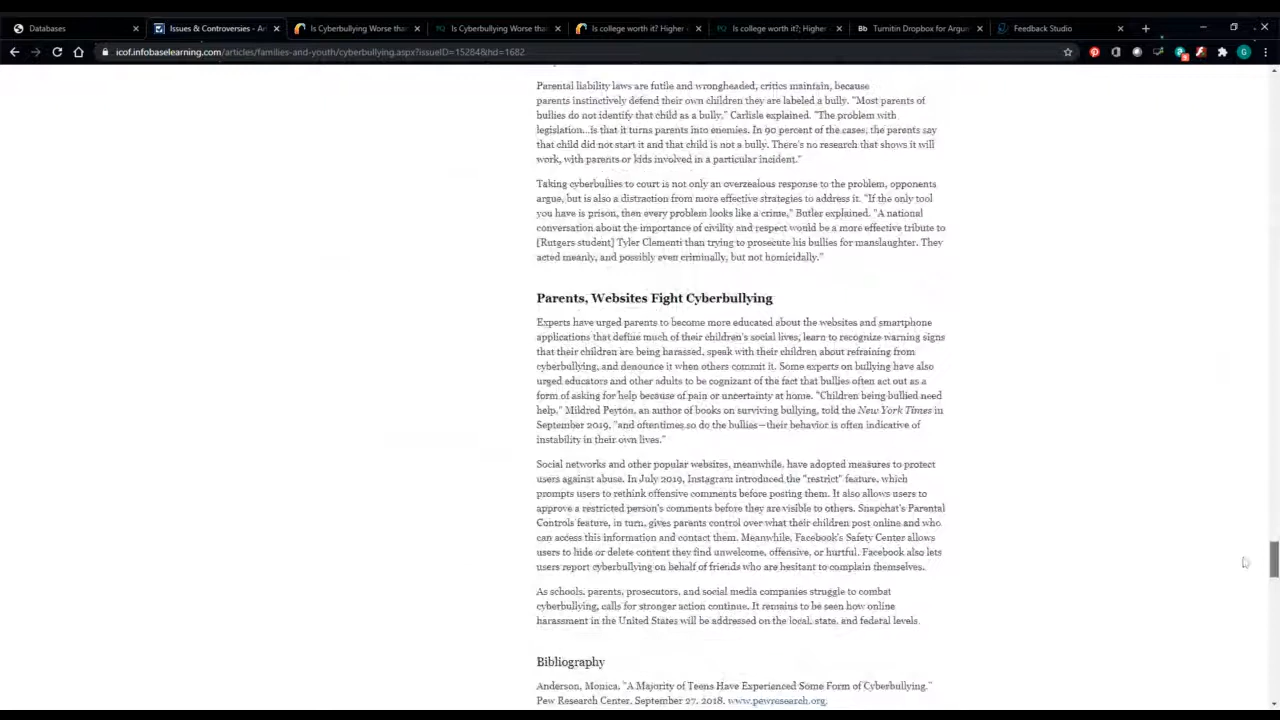 Databases
Issues & Controversies - Ar
Is Cyberbullying Worse than
Is Cyberbullying Worse than
Is college worth it? Higher e
Is college worth it?; Higher
Bb Turnitin Dropbox for Argum
Feedback Studio
icof.infobaselearning.com/articles/families-and-youth/cyberbullying.aspx?issueID=15284&hd=1682
Parental liability laws are futile and wrongheaded, critics maintain, because
parents instinctively defend their own children they are labeled a bully. "Most parents of
bullies do not identify that child as a bully," Carlisle explained. "The problem with
legislation...is that it turns parents into enemies. In 90 percent of the cases, the parents say
that child did not start it and that child is not a bully. There's no research that shows it will
work, with parents or kids involved in a particular incident."
Taking cyberbullies to court is not only an overzealous response to the problem, opponents
argue, but is also a distraction from more effective strategies to address it. "If the only tool
you have is prison, then every problem looks like a crime," Butler explained. "A national
conversation about the importance of civility and respect would be a more effective tribute to
[Rutgers student] Tyler Clementi than trying to prosecute his bullies for manslaughter. They
acted meanly, and possibly even criminally, but not homicidally."
Parents, Websites Fight Cyberbullying
Experts have urged parents to become more educated about the websites and smartphone
applications that define much of their children's social lives, learn to recognize warning signs
that their children are being harassed, speak with their children about refraining from
cyberbullying, and denounce it when others commit it. Some experts on bullying have also
urged educators and other adults to be cognizant of the fact that bullies often act out as a
form of asking for help because of pain or uncertainty at home. "Children being bullied need
help," Mildred Peyton, an author of books on surviving bullying, told the New York Times in
September 2019, "and oftentimes so do the bullies—their behavior is often indicative of
instability in their own lives."
Social networks and other popular websites, meanwhile, have adopted measures to protect
users against abuse. In July 2019, Instagram introduced the "restrict" feature, which
prompts users to rethink offensive comments before posting them. It also allows users to
approve a restricted person's comments before they are visible to others. Snapchat's Parental
Controls feature, in turn, gives parents control over what their children post online and who
can access this information and contact them. Meanwhile, Facebook's Safety Center allows
users to hide or delete content they find unwelcome, offensive, or hurtful. Facebook also lets
users report cyberbullying on behalf of friends who are hesitant to complain themselves.
As schools, parents, prosecutors, and social media companies struggle to combat
cyberbullying, calls for stronger action continue. It remains to be seen how online
harassment in the United States will be addressed on the local, state, and federal levels.
Bibliography
Anderson, Monica, "A Majority of Teens Have Experienced Some Form of Cyberbullying."
Pew Research Center, September 27, 2018, www.pewresearch.org.